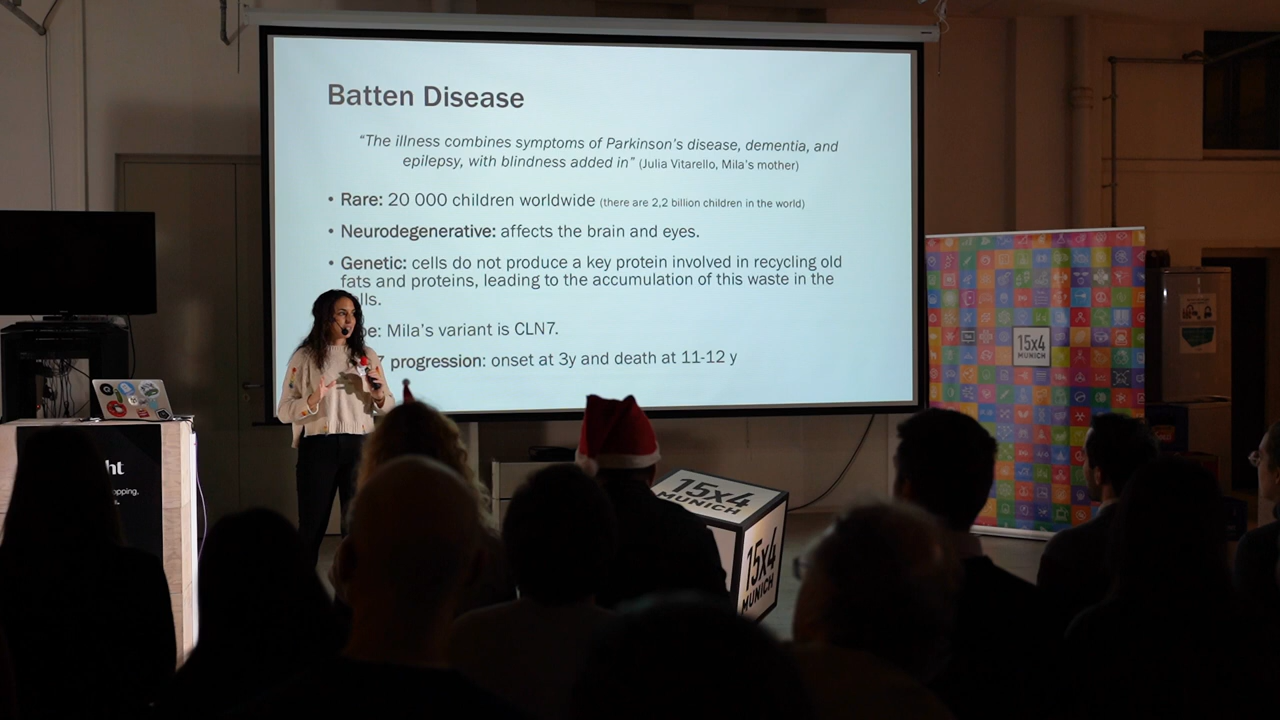 Batten Disease
“The illness combines symptoms of Parkinson’s disease, dementia, and
epilepsy, with blindness added in” (Julia Vitarello, Mila’s mother)
• Rare: 20 000 children worldwide (there are 2,2 billion children in the world)
• Neurodegenerative: affects the brain and eyes.
• Genetic: cells do not produce a key protein involved in recycling old
fats and proteins, leading to the accumulation of this waste in the
Mila’s variant is CLN7.
progression: onset at 3y and death at 11-12 y
15x4
MUNICH
15x4
MUNICH
15x4
MUNICH